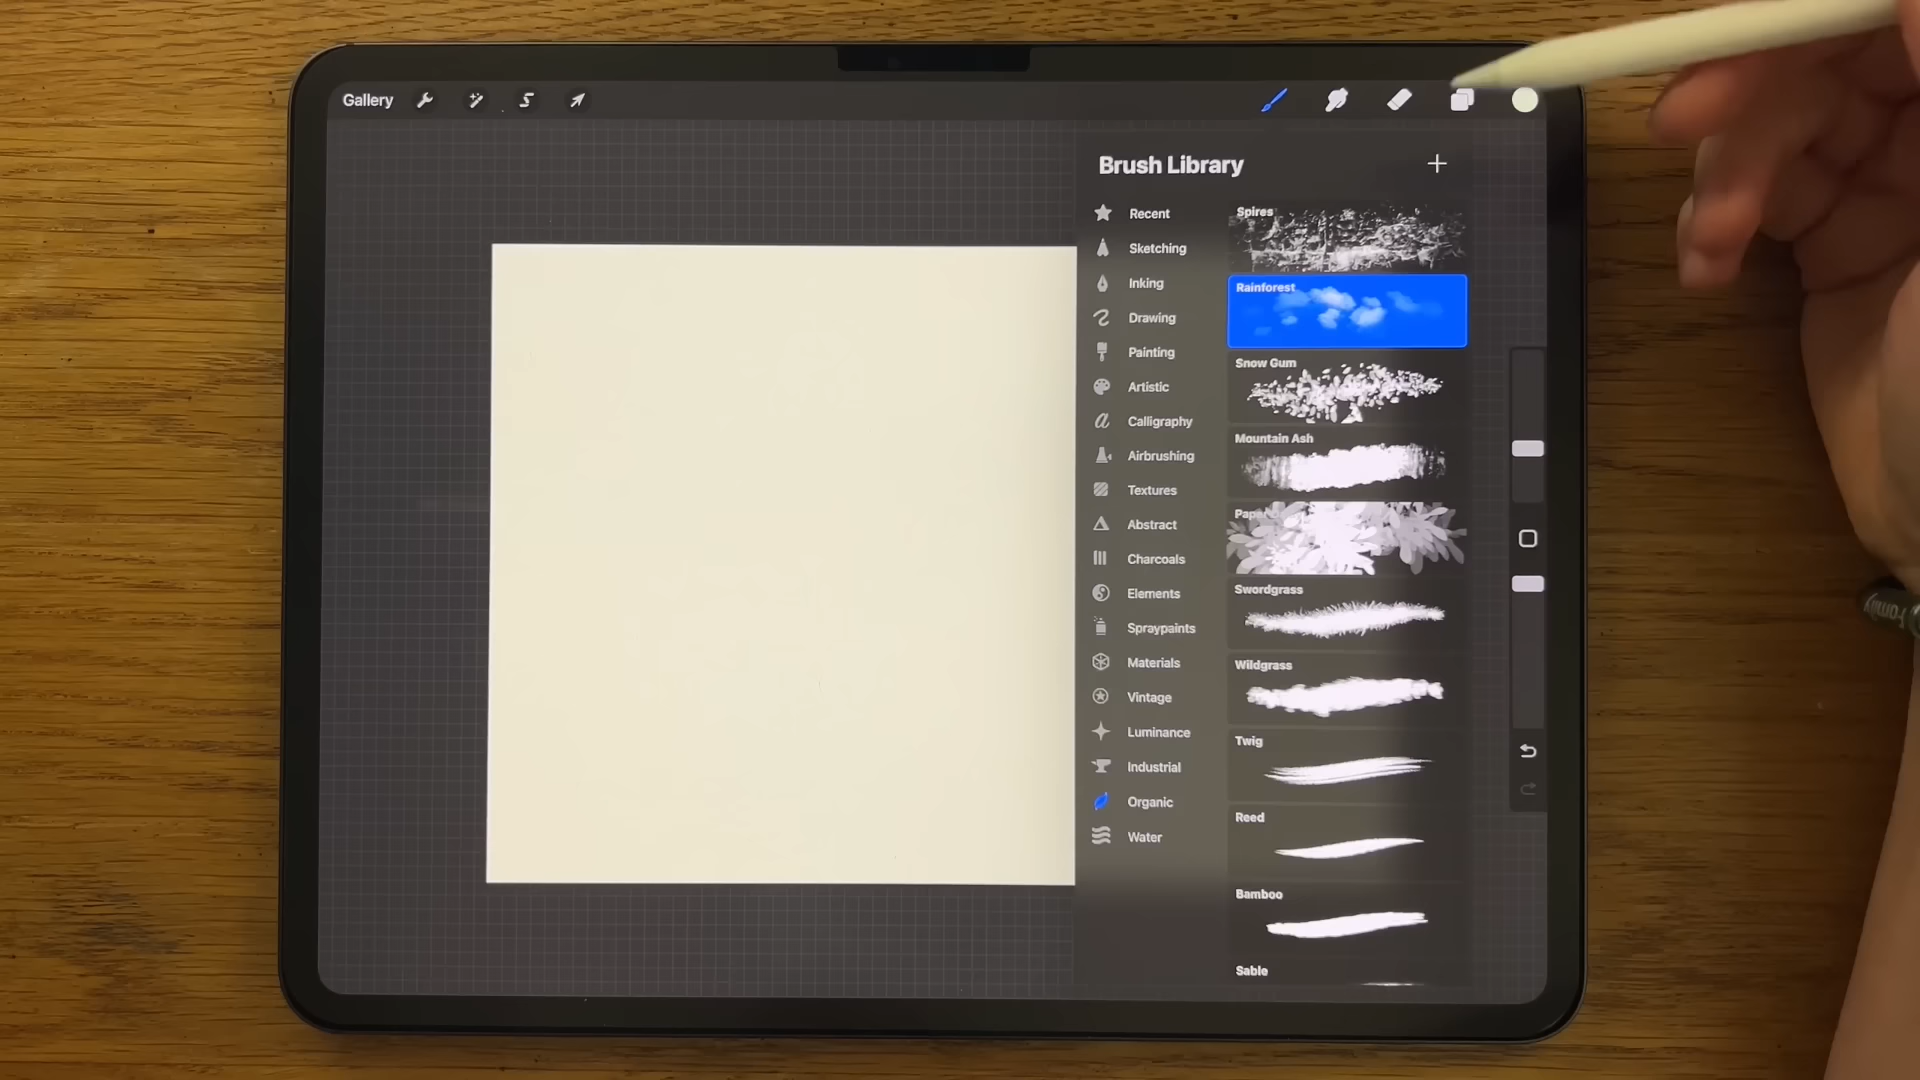 Gallery
Brush Library
Recent
Sketching
Inking
Drawing
Painting
Artistic
Calligraphy
Airbrushing
Textures
Abstract
Charcoals
Elements
Spraypaints
Materials
Vintage
Luminance
Industrial
Organic
Water
Spires
Rainforest
Snow Gum
Mountain Ash
Swordgrass
Wildgrass
Twig
Reed
Bamboo
Sable